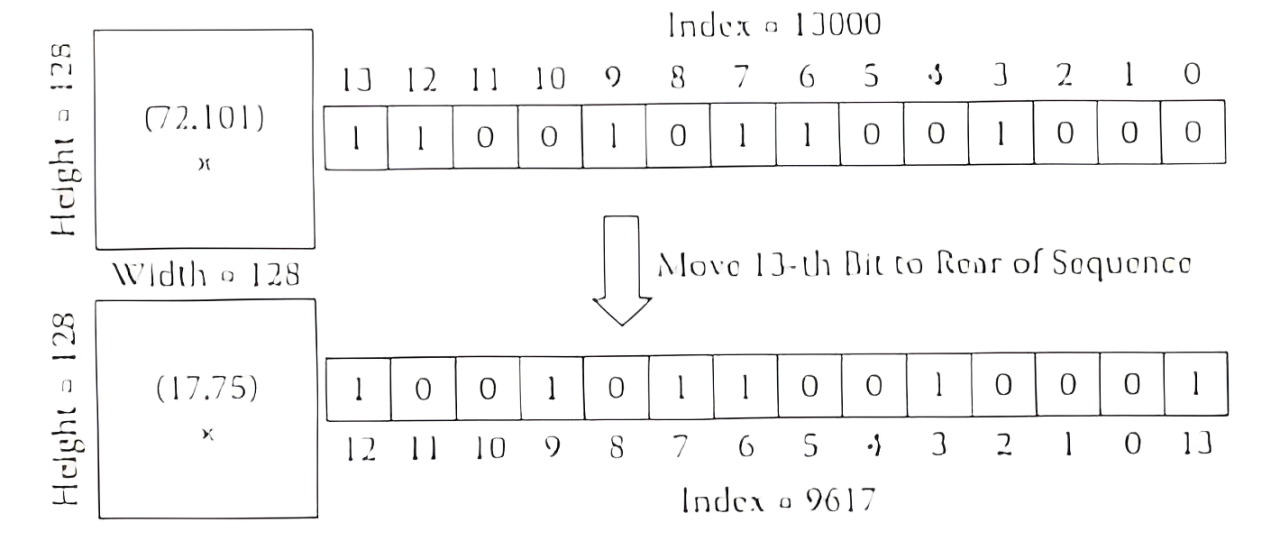 Index = 13000
Height = 128
13 12 11 10 9 8 7 6 5 4 3 2 1 0
(72.101)
x
1 1 0 0 1 0 1 1 0 0 1 0 0 0
Width = 128
Move 13-th Bit to Rear of Sequence
Height = 128
(17.75)
x
1 0 0 1 0 1 1 0 0 1 0 0 0 1
12 11 10 9 8 7 6 5 4 3 2 1 0 13
Index = 9617